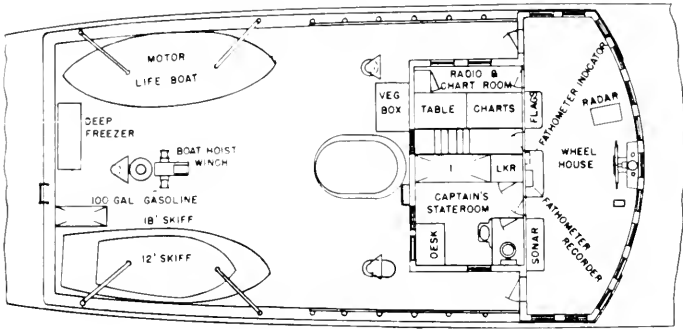 MOTOR
LIFE BOAT
DEEP
FREEZER
BOAT HOIST
WINCH
100 GAL GASOLINE
18' SKIFF
12' SKIFF
VEG
BOX
RADIO &
CHART ROOM
TABLE
CHARTS
FLAGS
I
LKR
CAPTAIN'S
STATEROOM
DESK
SONAR
FATHOMETER INDICATOR
RADAR
WHEEL
HOUSE
FATHOMETER
RECORDER